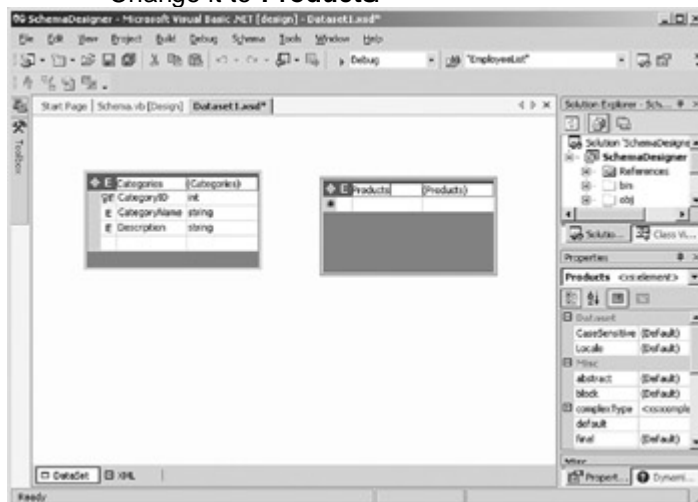 Change it to Products.
SchemaDesigner - Microsoft Visual Basic .NET [design] - Dataset1.xsd*
File Edit View Project Build Debug Schema Tools Window Help
Debug "EmployeeList"
Start Page Schema.vb [Design] Dataset1.xsd*
Toolbox
E Categories (Categories)
E CategoryID int
E CategoryName string
E Description string
E Products (Products)
DataSet XML
Solution Explorer - Sch...
Solution 'SchemaDesigne
SchemaDesigner
References
bin
obj
Solutio... Class Vi...
Properties
Products <xs:element>
Dataset
CaseSensitive (Default)
Locale (Default)
Misc
abstract (Default)
block (Default)
complexType
default
final (Default)
Misc
Propert... Dynami...
Ready